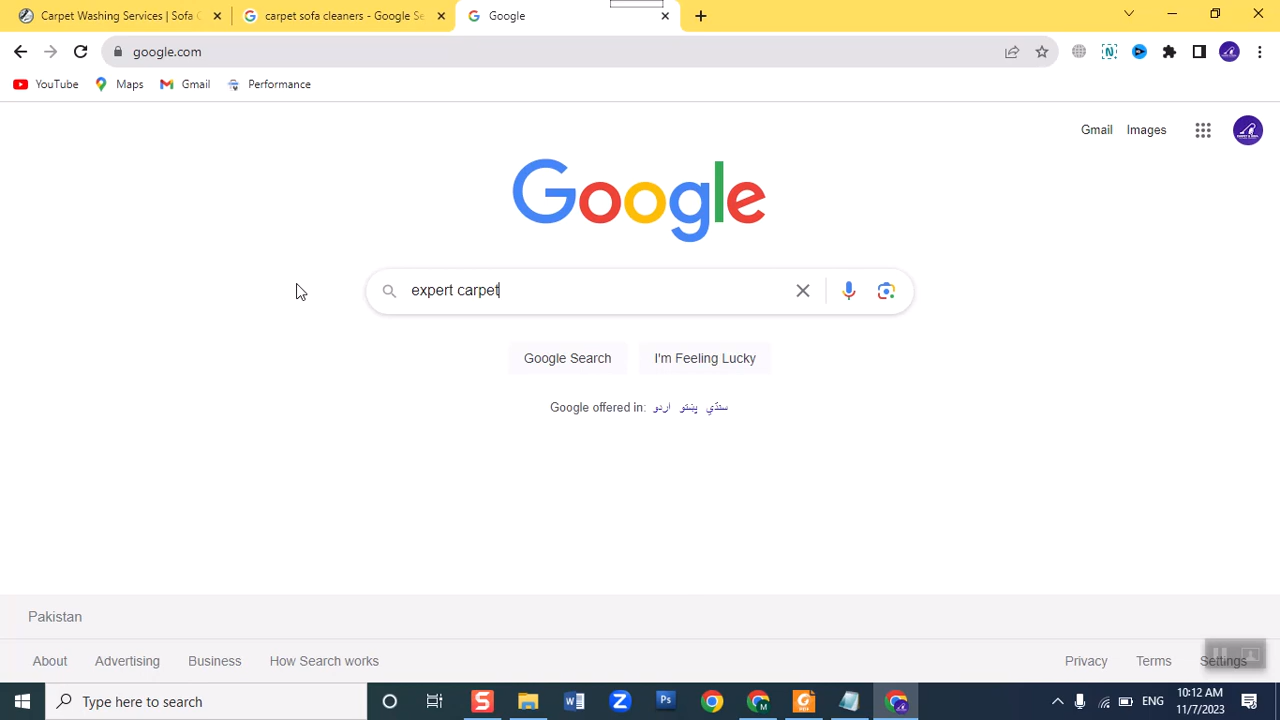 Carpet Washing Services | Sofa C
carpet sofa cleaners - Google Se
Google
google.com
YouTube
Maps
Gmail
Performance
Gmail
Images
Google
expert carpet
Google Search
I'm Feeling Lucky
Google offered in: اردو پښتو سنڌي
Pakistan
About
Advertising
Business
How Search works
Privacy
Terms
Settings
Type here to search
ENG
10:12 AM
11/7/2023